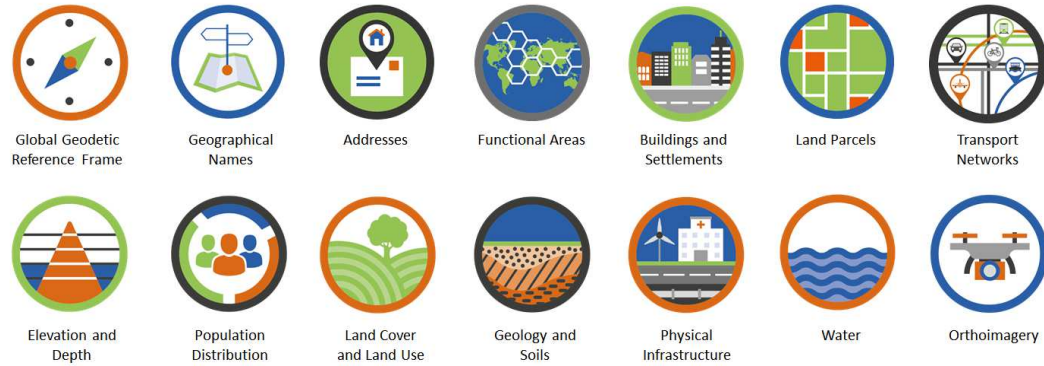 Global Geodetic
Reference Frame
Geographical
Names
Addresses
Functional Areas
Buildings and
Settlements
Land Parcels
Transport
Networks
Elevation and
Depth
Population
Distribution
Land Cover
and Land Use
Geology and
Soils
Physical
Infrastructure
Water
Orthoimagery